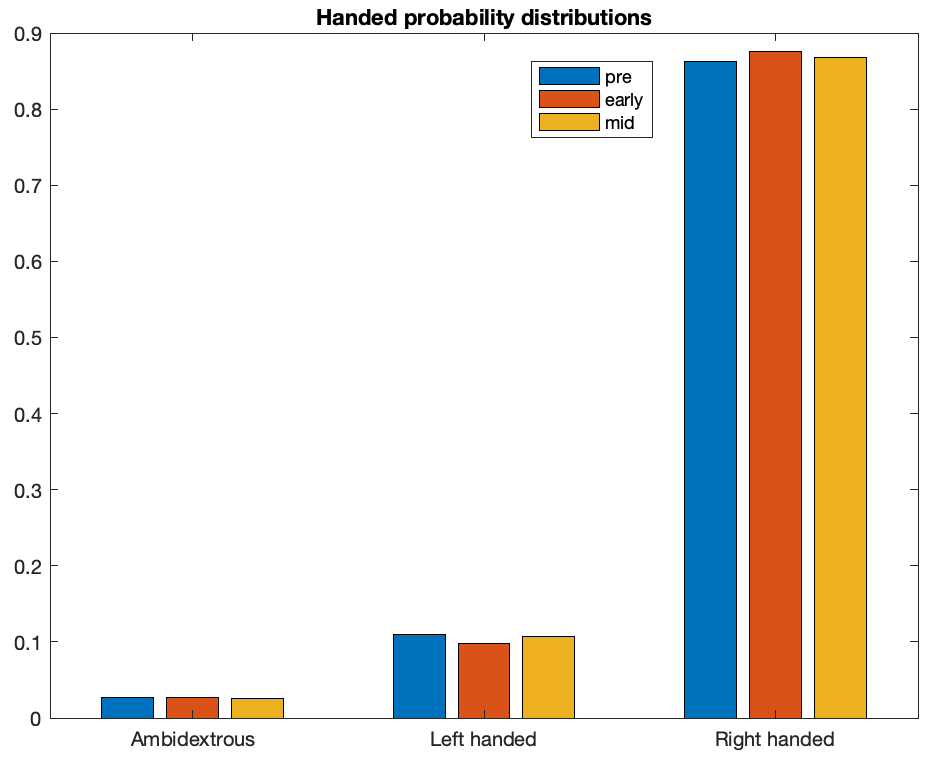 Handed probability distributions
0.9
0.8
0.7
0.6
0.5
0.4
0.3
0.2
0.1
0
pre
early
mid
Ambidextrous
Left handed
Right handed